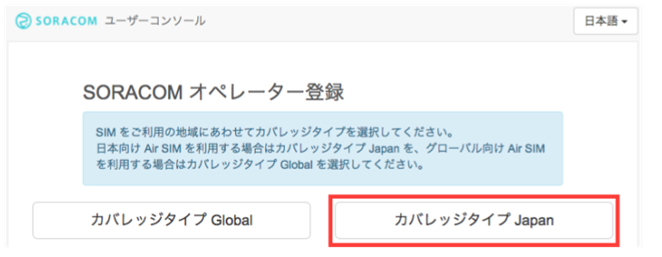 SORACOM ユーザーコンソール
日本語
SORACOM オペレーター登録
SIM をご利用の地域にあわせてカバレッジタイプを選択してください。
日本向け Air SIM を利用する場合はカバレッジタイプ Japan を、グローバル向け Air SIM
を利用する場合はカバレッジタイプ Global を選択してください。
カバレッジタイプ Global
カバレッジタイプ Japan